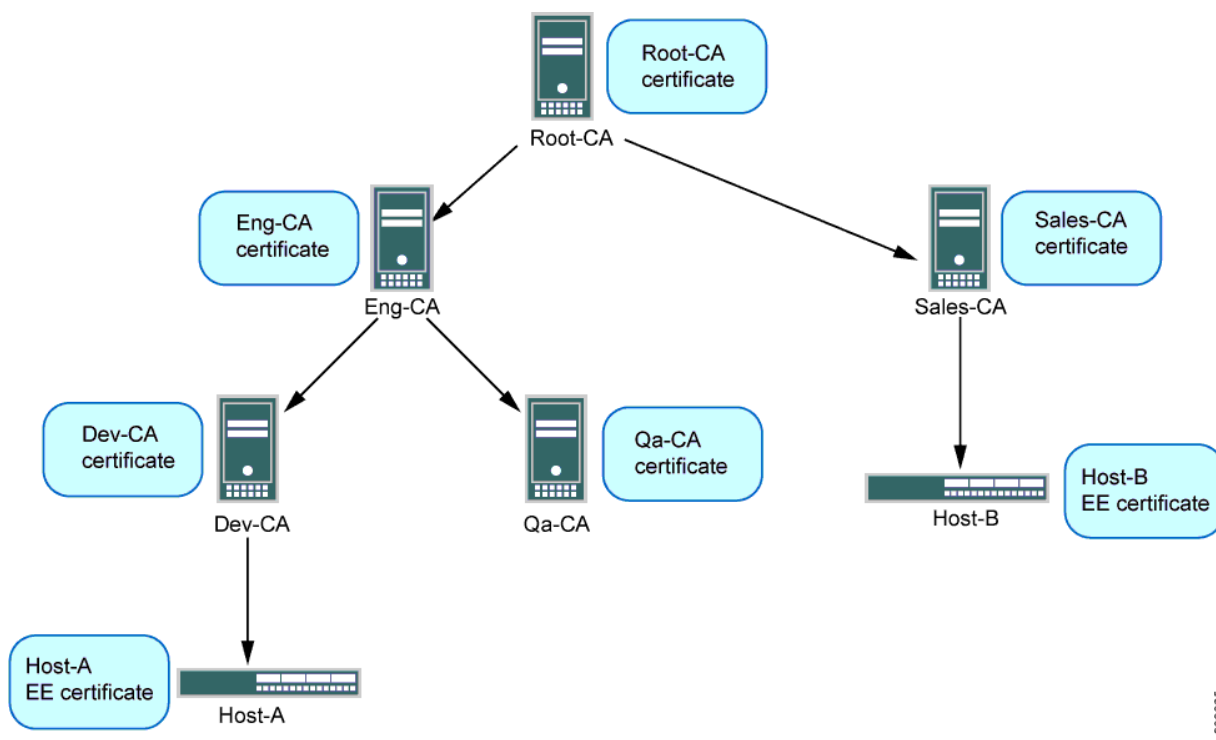 Root-CA
certificate
Root-CA
Eng-CA
certificate
Eng-CA
Sales-CA
certificate
Sales-CA
Dev-CA
certificate
Dev-CA
Qa-CA
certificate
Qa-CA
Host-B
Host-B
EE certificate
Host-A
EE certificate
Host-A